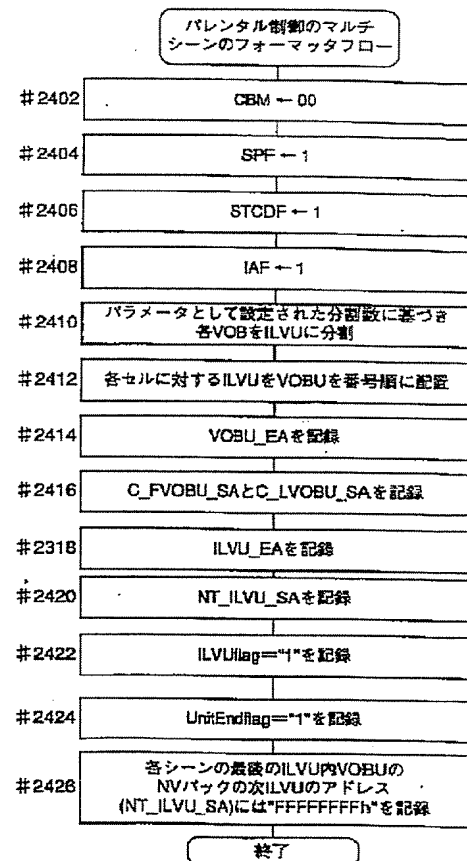 パレンタル制御のマルチ
シーンのフォーマッタフロー
#2402
CBM ← 00
#2404
SPF ← 1
#2406
STCDF ← 1
#2408
IAF ← 1
#2410
パラメータとして設定された分割数に基づき
各VOBをILVUに分割
#2412
各セルに対するILVUをVOBUを番号順に配置
#2414
VOBU_EAを記録
#2416
C_FVOBU_SAとC_LVOBU_SAを記録
#2318
ILVU_EAを記録
#2420
NT_ILVU_SAを記録
#2422
ILVUflag="1"を記録
#2424
UnitEndflag="1"を記録
#2426
各シーンの最後のILVU内VOBUの
NVパックの次ILVUのアドレス
(NT_ILVU_SA)には"FFFFFFFFh"を記録
終了